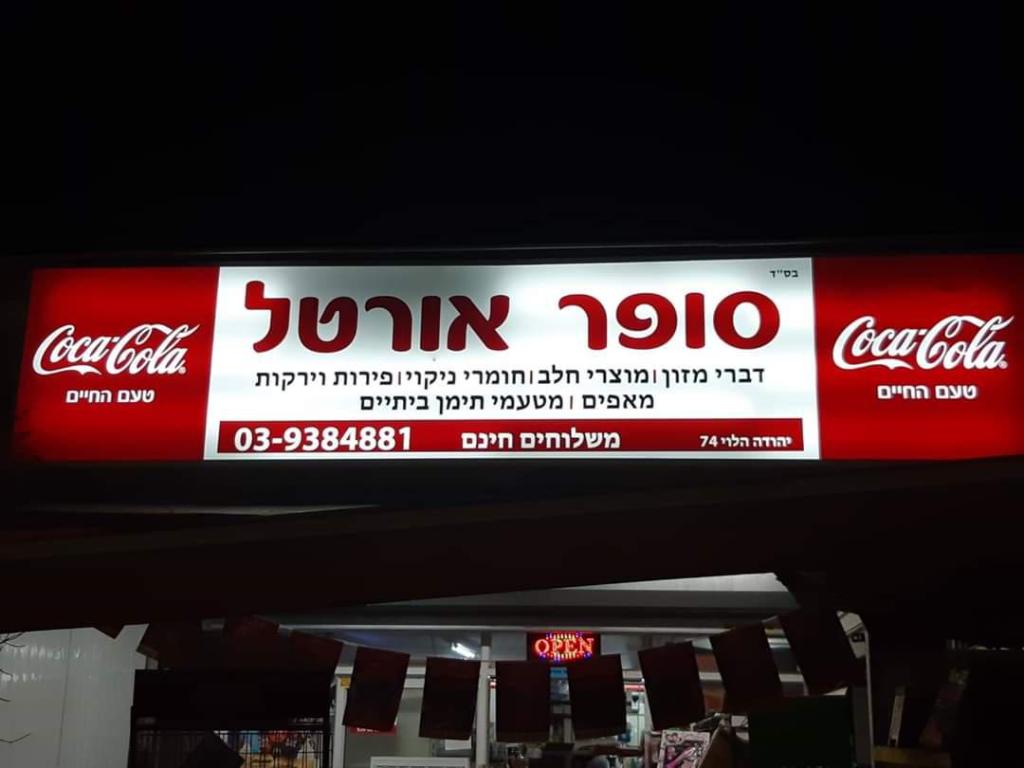 בס"ד
סופר אורטל
דברי מזון | מוצרי חלב | חומרי ניקוי | פירות וירקות
מאפים | מטעמי תימן ביתיים
יהודה הלוי 74 משלוחים חינם 03-9384881
Coca-Cola
טעם החיים
Coca-Cola
טעם החיים
OPEN